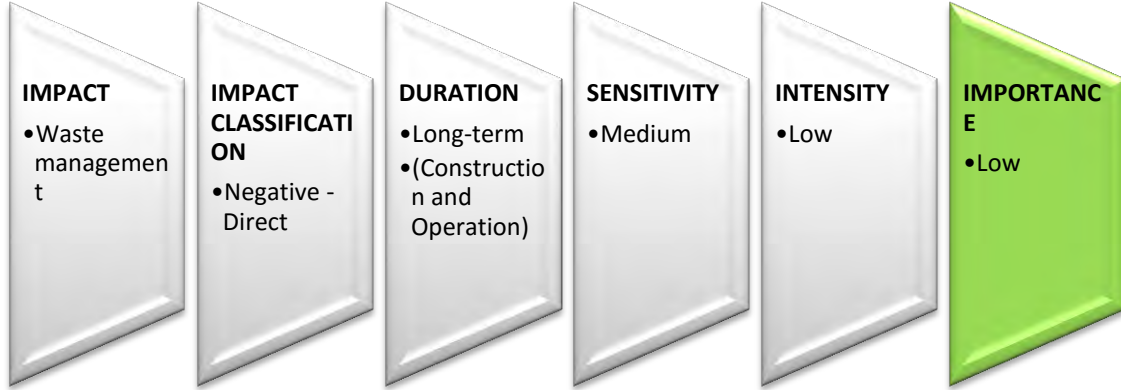 IMPACT
•Waste
managemen
t
IMPACT
CLASSIFICATI
ON
•Negative -
Direct
DURATION
•Long-term
•(Constructio
n and
Operation)
SENSITIVITY
•Medium
INTENSITY
•Low
IMPORTANC
E
•Low